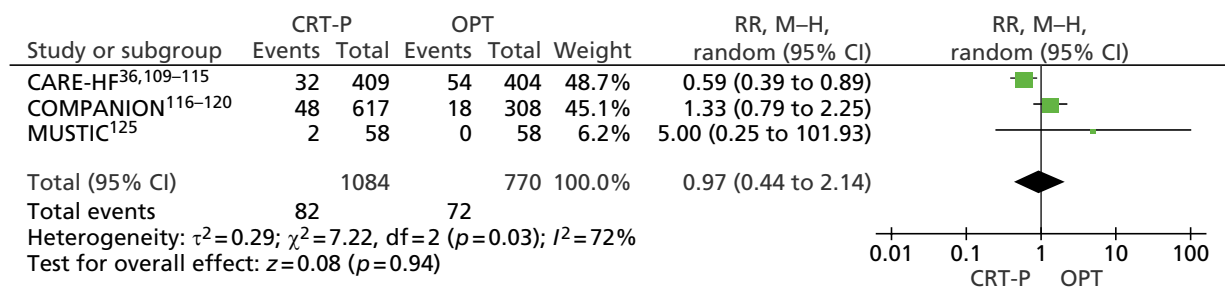 CRT-P OPT RR, M–H, RR, M–H,
Study or subgroup Events Total Events Total Weight random (95% CI) random (95% CI)
CARE-HF36,109–115 32 409 54 404 48.7% 0.59 (0.39 to 0.89)
COMPANION116–120 48 617 18 308 45.1% 1.33 (0.79 to 2.25)
MUSTIC125 2 58 0 58 6.2% 5.00 (0.25 to 101.93)
Total (95% CI) 1084 770 100.0% 0.97 (0.44 to 2.14)
Total events 82 72
Heterogeneity: τ2=0.29; χ2=7.22, df=2 (p=0.03); I2=72%
Test for overall effect: z=0.08 (p=0.94)
0.01 0.1 1 10 100
CRT-P OPT